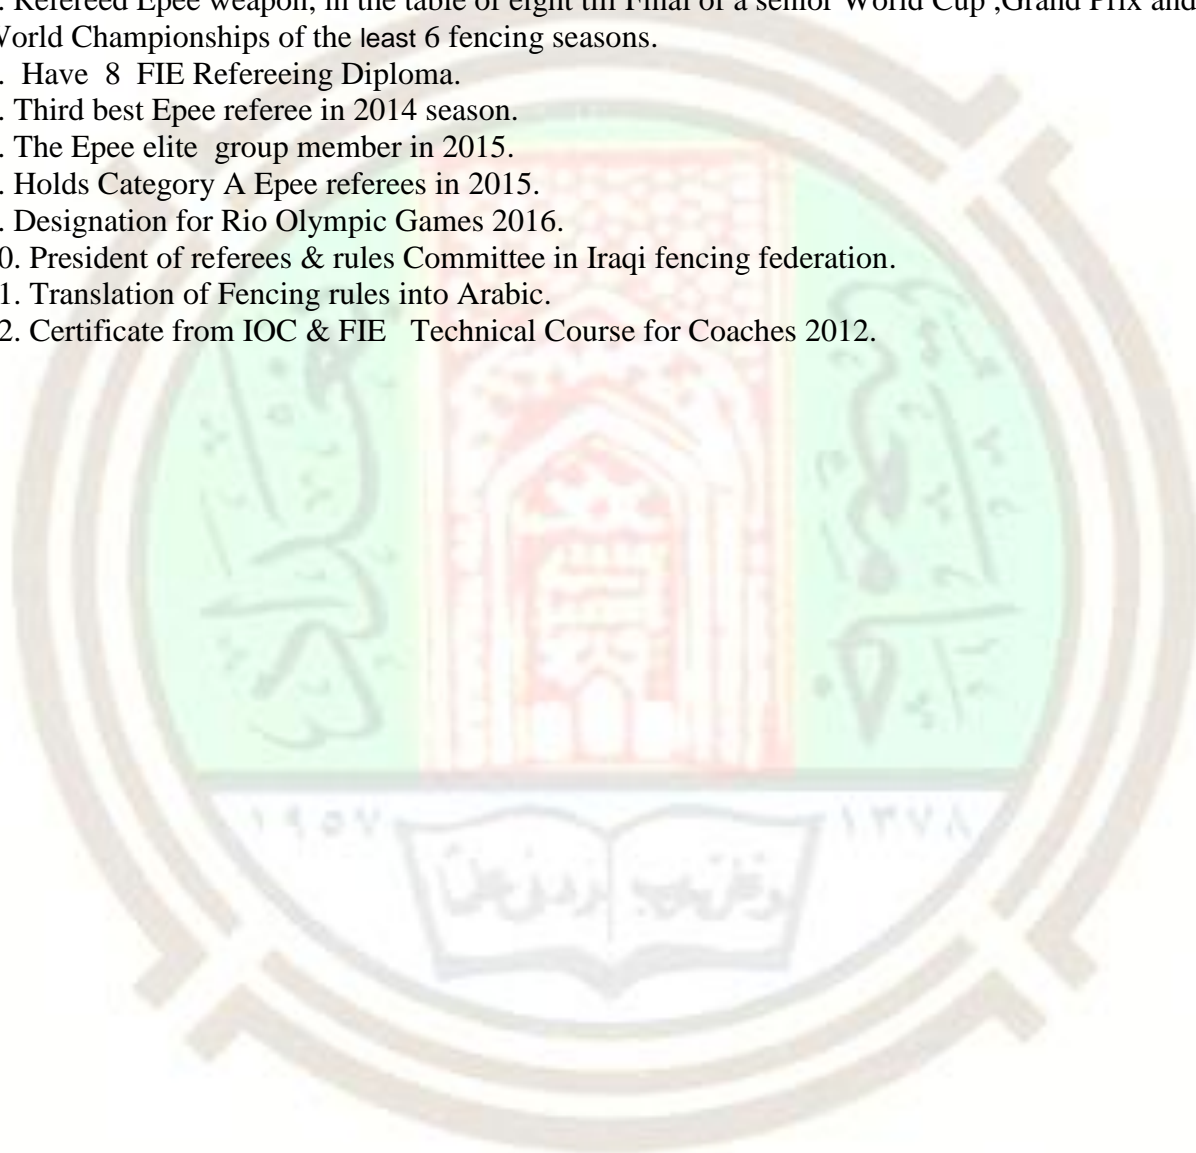 . Refereed Epee weapon, in the table of eight till Final of a senior World Cup ,Grand Prix and
World Championships of the least 6 fencing seasons.
. Have 8 FIE Refereeing Diploma.
. Third best Epee referee in 2014 season.
. The Epee elite group member in 2015.
. Holds Category A Epee referees in 2015.
. Designation for Rio Olympic Games 2016.
0. President of referees & rules Committee in Iraqi fencing federation.
1. Translation of Fencing rules into Arabic.
2. Certificate from IOC & FIE Technical Course for Coaches 2012.
١٣٧٨
١٩٥٧